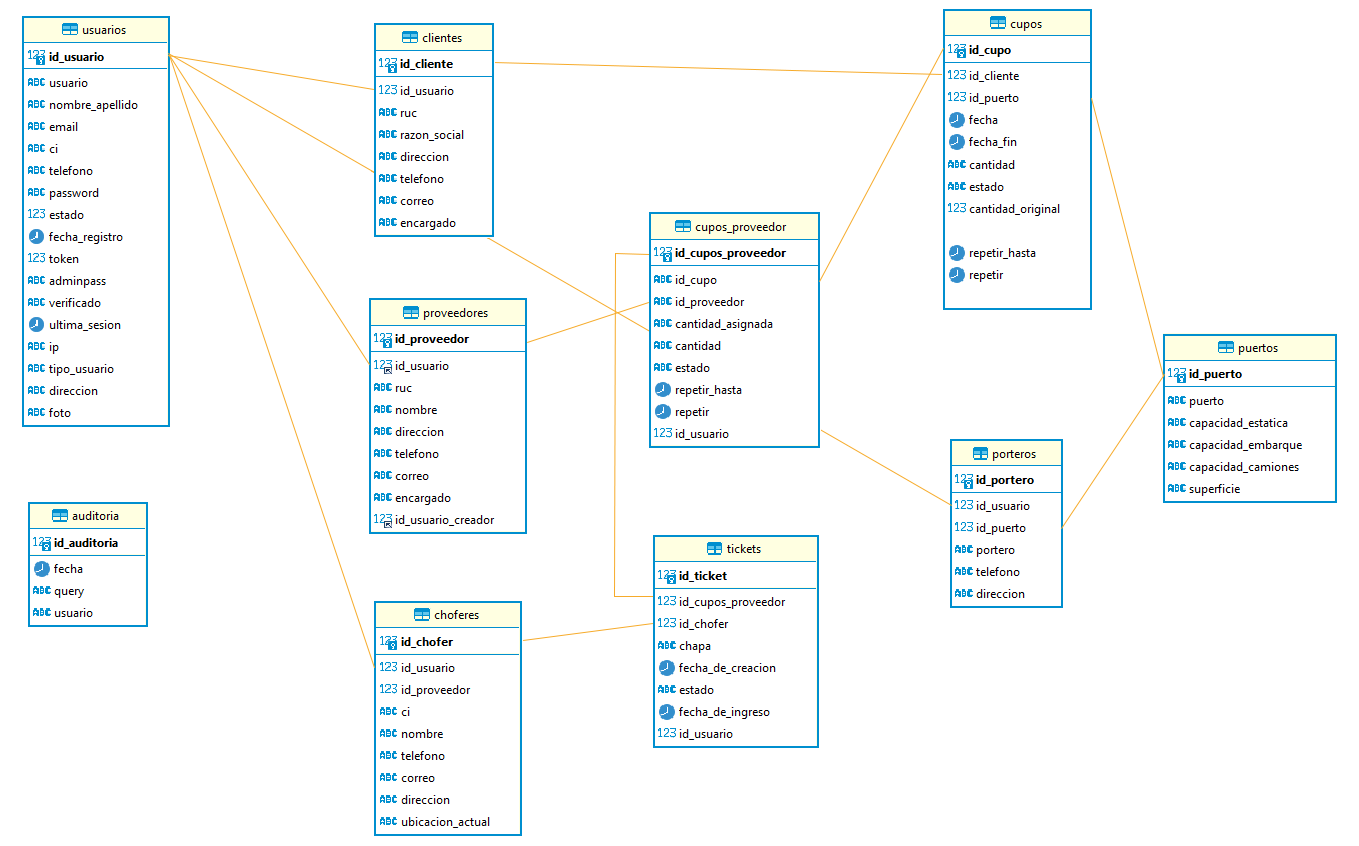 usuarios
123 id_usuario
ABC usuario
ABC nombre_apellido
ABC email
ABC ci
ABC telefono
ABC password
123 estado
fecha_registro
123 token
ABC adminpass
ABC verificado
ultima_sesion
ABC ip
ABC tipo_usuario
ABC direccion
ABC foto
auditoria
123 id_auditoria
fecha
ABC query
ABC usuario
clientes
123 id_cliente
123 id_usuario
ABC ruc
ABC razon_social
ABC direccion
ABC telefono
ABC correo
ABC encargado
proveedores
123 id_proveedor
123 id_usuario
ABC ruc
ABC nombre
ABC direccion
ABC telefono
ABC correo
ABC encargado
123 id_usuario_creador
choferes
123 id_chofer
123 id_usuario
123 id_proveedor
ABC ci
ABC nombre
ABC telefono
ABC correo
ABC direccion
ABC ubicacion_actual
cupos_proveedor
123 id_cupos_proveedor
ABC id_cupo
ABC id_proveedor
ABC cantidad_asignada
ABC cantidad
ABC estado
repetir_hasta
repetir
123 id_usuario
tickets
123 id_ticket
123 id_cupos_proveedor
123 id_chofer
ABC chapa
fecha_de_creacion
ABC estado
fecha_de_ingreso
123 id_usuario
cupos
123 id_cupo
123 id_cliente
123 id_puerto
fecha
fecha_fin
ABC cantidad
ABC estado
123 cantidad_original
repetir_hasta
repetir
porteros
123 id_portero
123 id_usuario
123 id_puerto
ABC portero
ABC telefono
ABC direccion
puertos
123 id_puerto
ABC puerto
ABC capacidad_estatica
ABC capacidad_embarque
ABC capacidad_camiones
ABC superficie